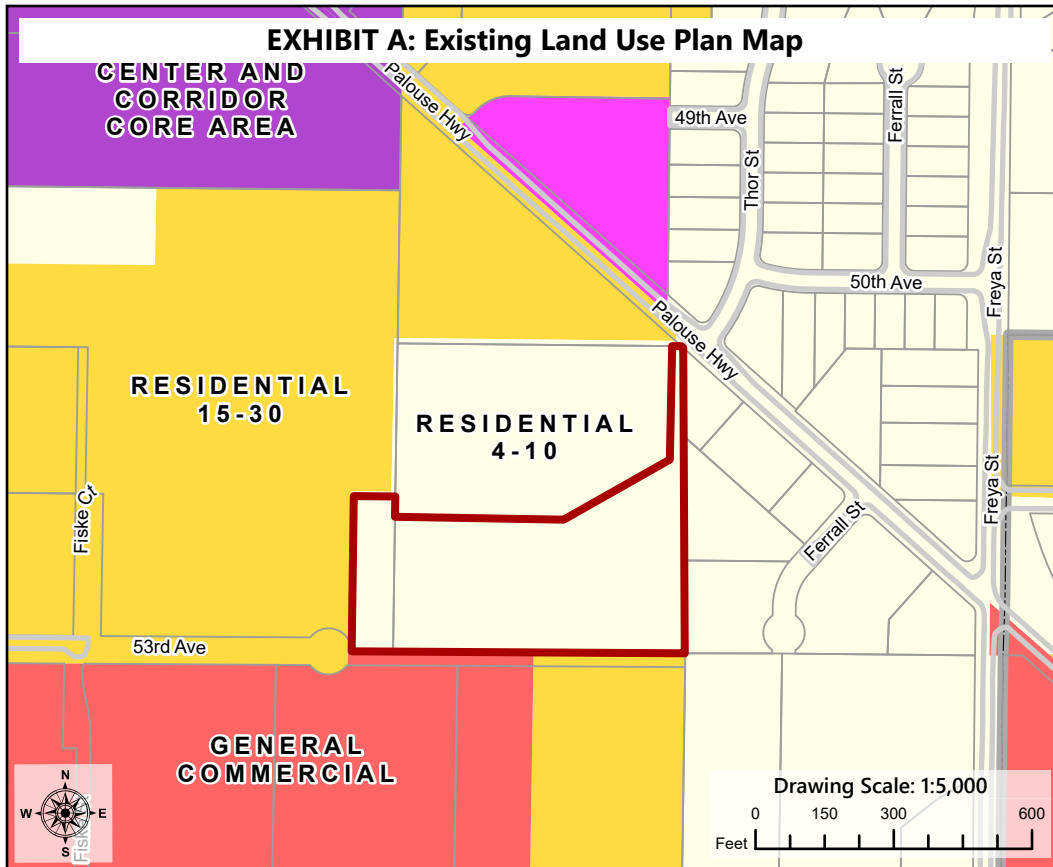 EXHIBIT A: Existing Land Use Plan Map
CENTER AND
CORRIDOR
CORE AREA
Palouse Hwy
49th Ave
Ferrall St
Thor St
50th Ave
Freya St
Palouse Hwy
RESIDENTIAL
15-30
RESIDENTIAL
4-10
Fiske Ct
Freya St
Ferrall St
53rd Ave
GENERAL
COMMERCIAL
N
W
E
S
Drawing Scale: 1:5,000
0 150 300 600
Feet